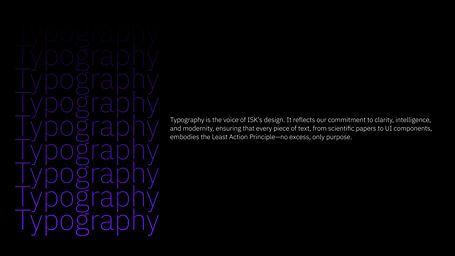 Typography
Typography
Typography
Typography
Typography
Typography
Typography
Typography
Typography
Typography is the voice of ISK's design. It reflects our commitment to clarity, intelligence,
and modernity, ensuring that every piece of text, from scientific papers to UI components,
embodies the Least Action Principle—no excess, only purpose.